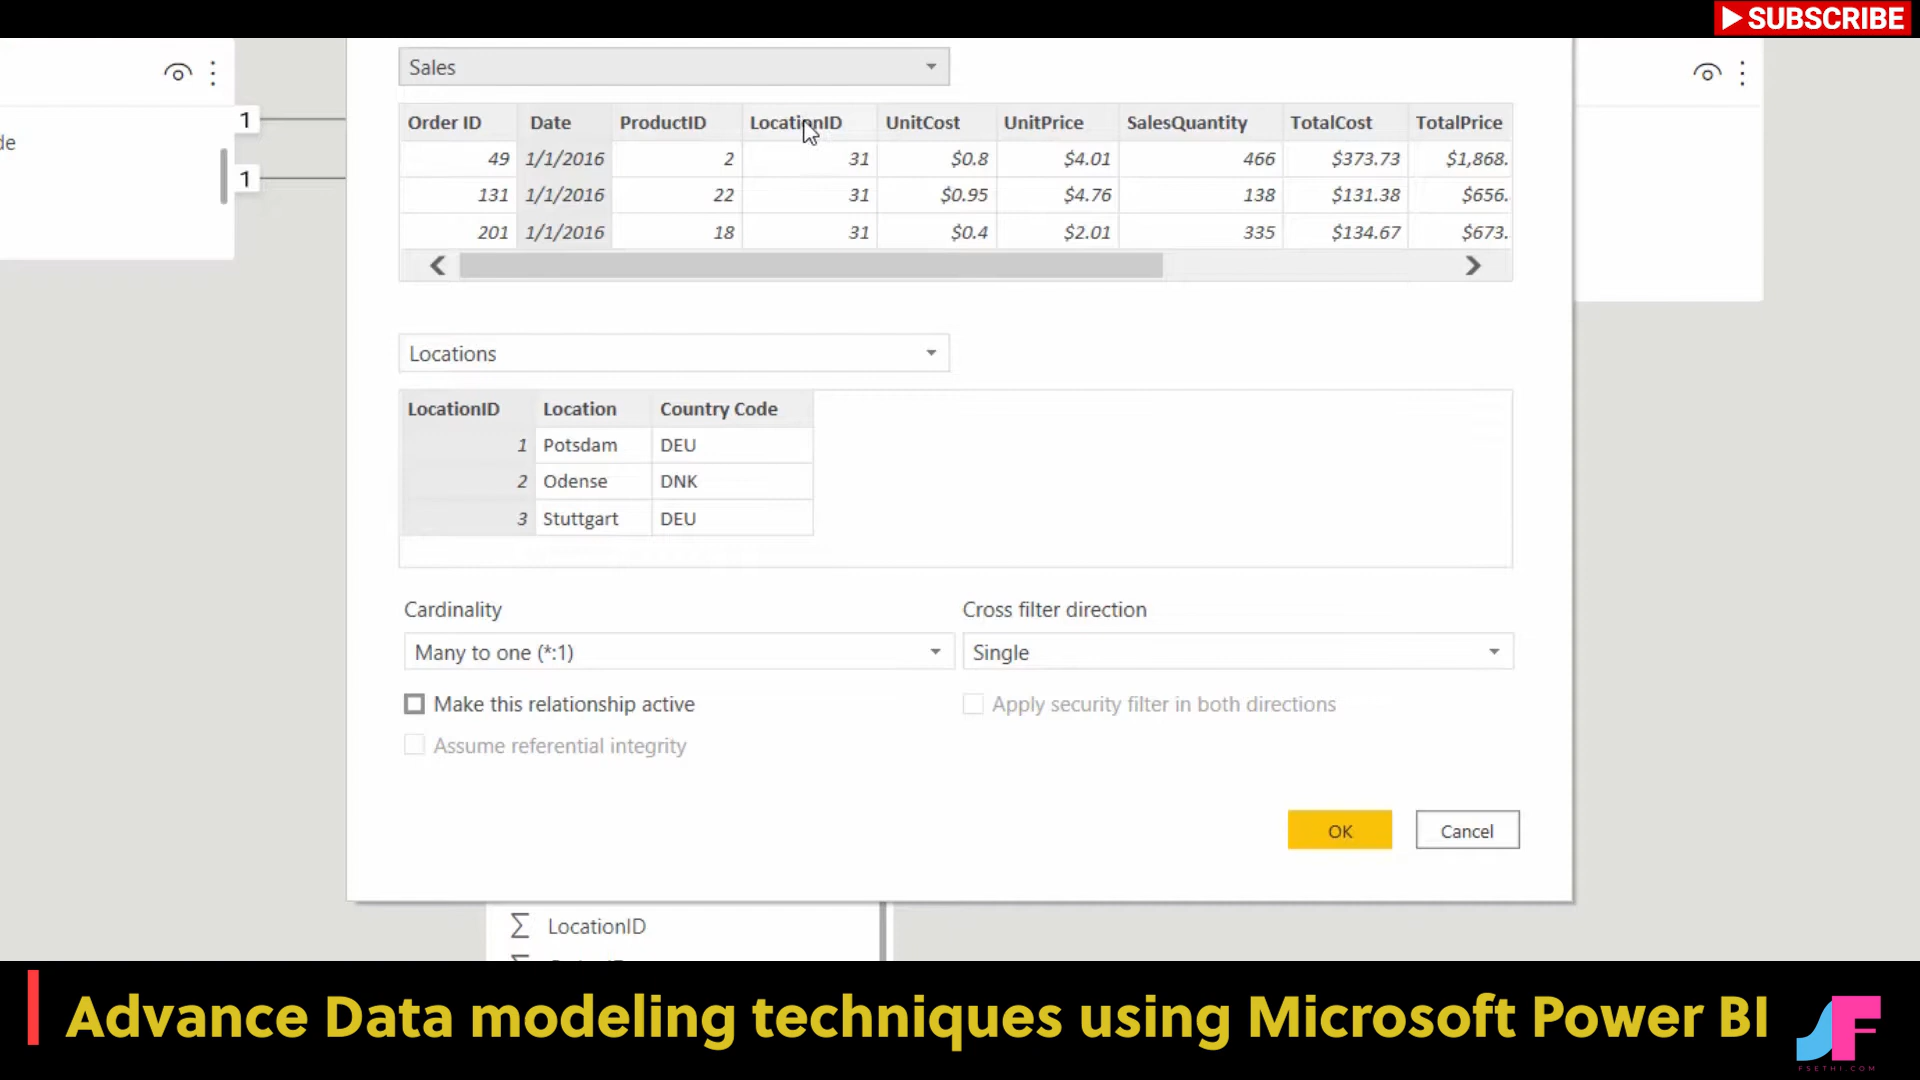 SUBSCRIBE
Sales
de
1
1
Order ID Date ProductID LocationID UnitCost UnitPrice SalesQuantity TotalCost TotalPrice
49 1/1/2016 2 31 $0.8 $4.01 466 $373.73 $1,868.
131 1/1/2016 22 31 $0.95 $4.76 138 $131.38 $656.
201 1/1/2016 18 31 $0.4 $2.01 335 $134.67 $673.
Locations
LocationID Location Country Code
1 Potsdam DEU
2 Odense DNK
3 Stuttgart DEU
Cardinality Cross filter direction
Many to one (*:1) Single
Make this relationship active Apply security filter in both directions
Assume referential integrity
OK Cancel
LocationID
Advance Data modeling techniques using Microsoft Power BI
SF
FSETHI.COM